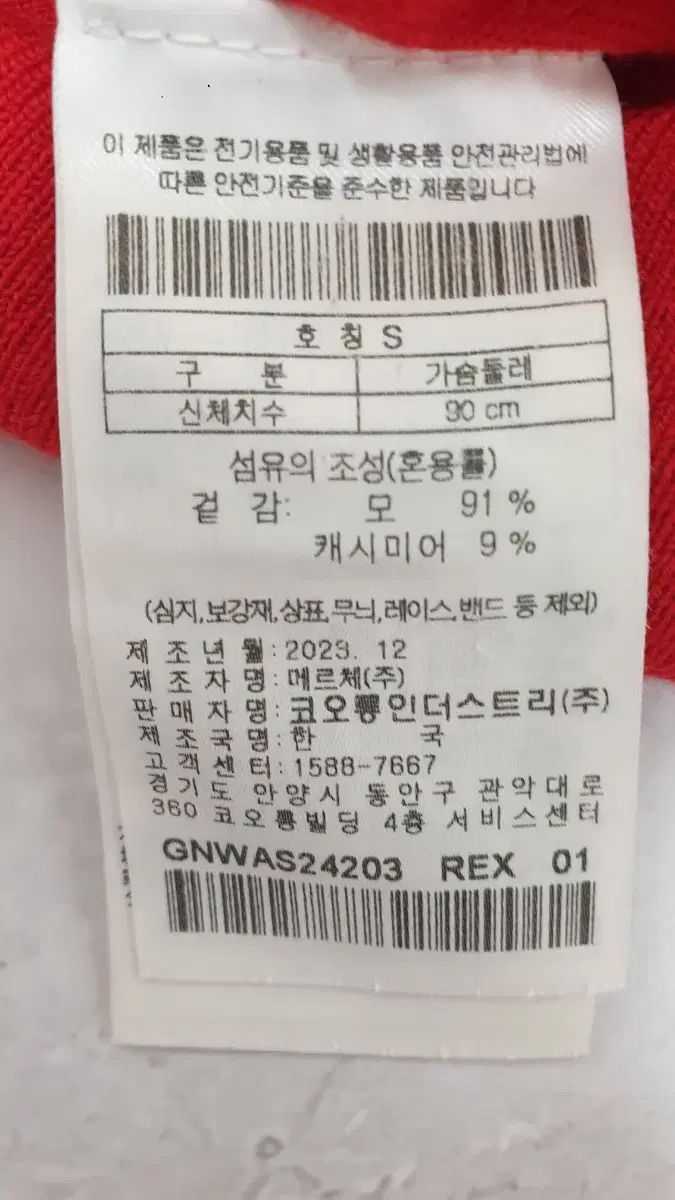 이 제품은 전기용품 및 생활용품 안전관리법에
따른 안전기준을 준수한 제품입니다
호 칭 S
구 분 가슴둘레
신체치수 90 cm
섬유의 조성(혼용률)
겉 감: 모 91 %
캐시미어 9 %
(심지,보강재,상표,무늬,레이스,밴드 등 제외)
제 조 년 월 : 2023. 12
제 조 자 명 : 메르체(주)
판 매 자 명 : 코오롱인더스트리(주)
제 조 국 명 : 한 국
고객센터 : 1588-7667
경기도 안양시 동안구 관악대로
360 코오롱빌딩 4층 서비스센터
GNWAS24203 REX 01